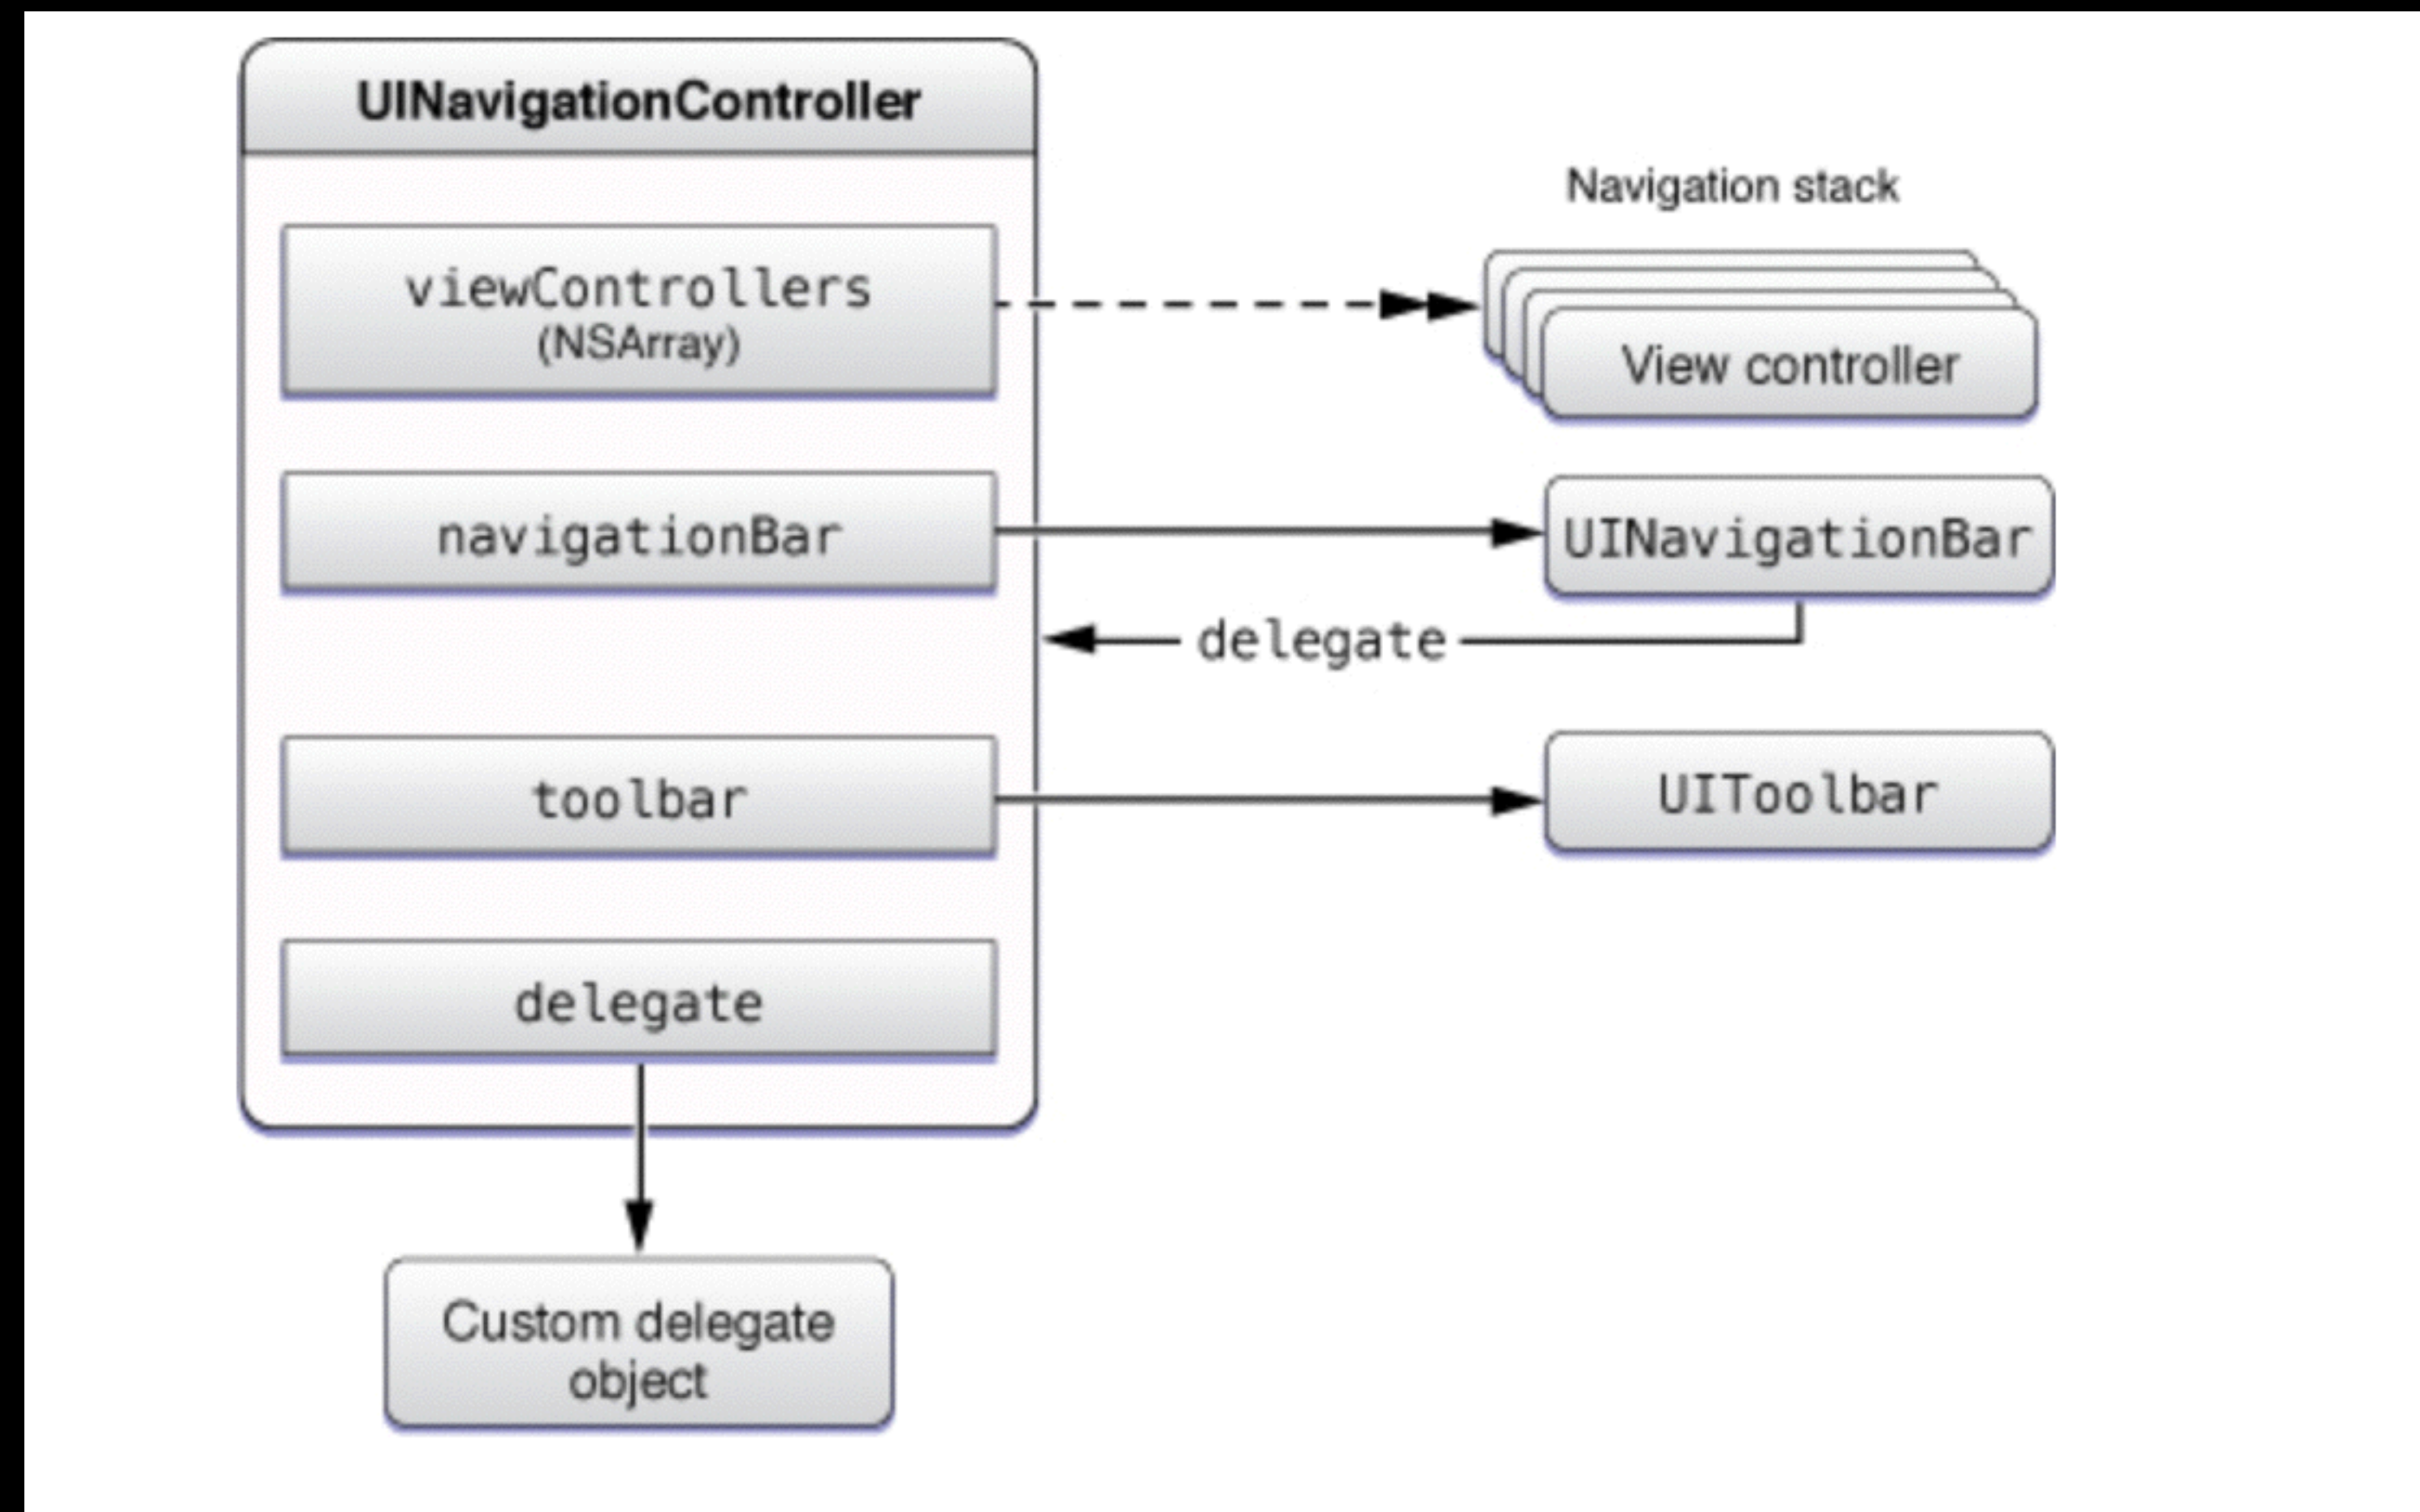 UINavigationController
Navigation stack
viewControllers
(NSArray)
View controller
navigationBar
UINavigationBar
delegate
toolbar
UIToolbar
delegate
Custom delegate
object